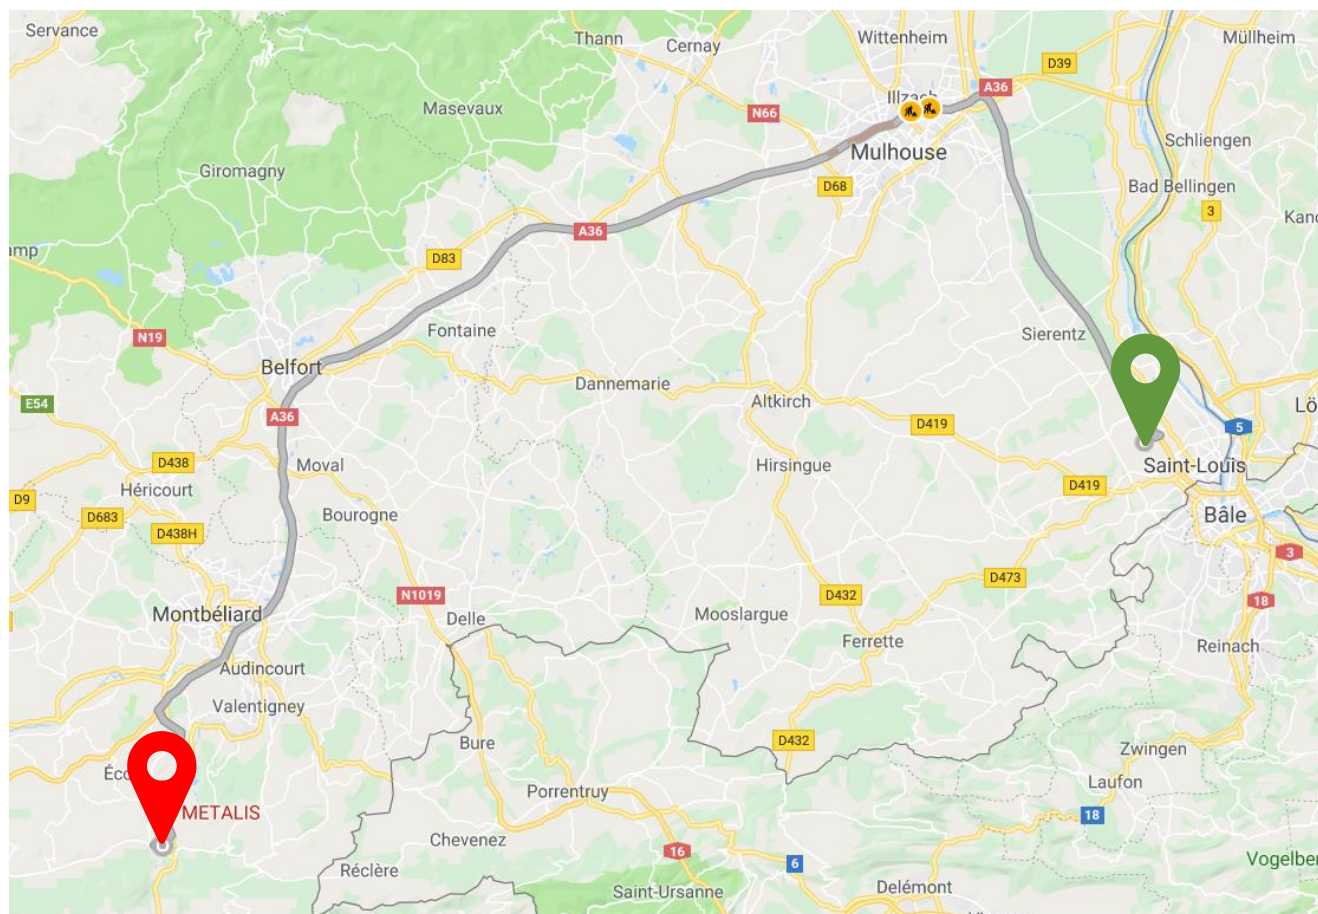 Servance
Thann
Cernay
Wittenheim
Müllheim
D39
A36
Masevaux
N66
Schliengen
Mulhouse
Giromagny
D68
Bad Bellingen
3
A36
D83
N19
Fontaine
Sierentz
Belfort
Dannemarie
Altkirch
E54
A36
D419
5
D438
Moval
Hirsingue
Saint-Louis
Héricourt
D9
D419
D683
Bourogne
Bâle
D438H
3
D473
N1019
D432
18
Montbéliard
Delle
Mooslargue
Ferrette
Reinach
Audincourt
Valentigney
Bure
D432
Zwingen
Laufon
Porrentruy
METALIS
18
Chevenez
16
6
Réclère
Saint-Ursanne
Delémont